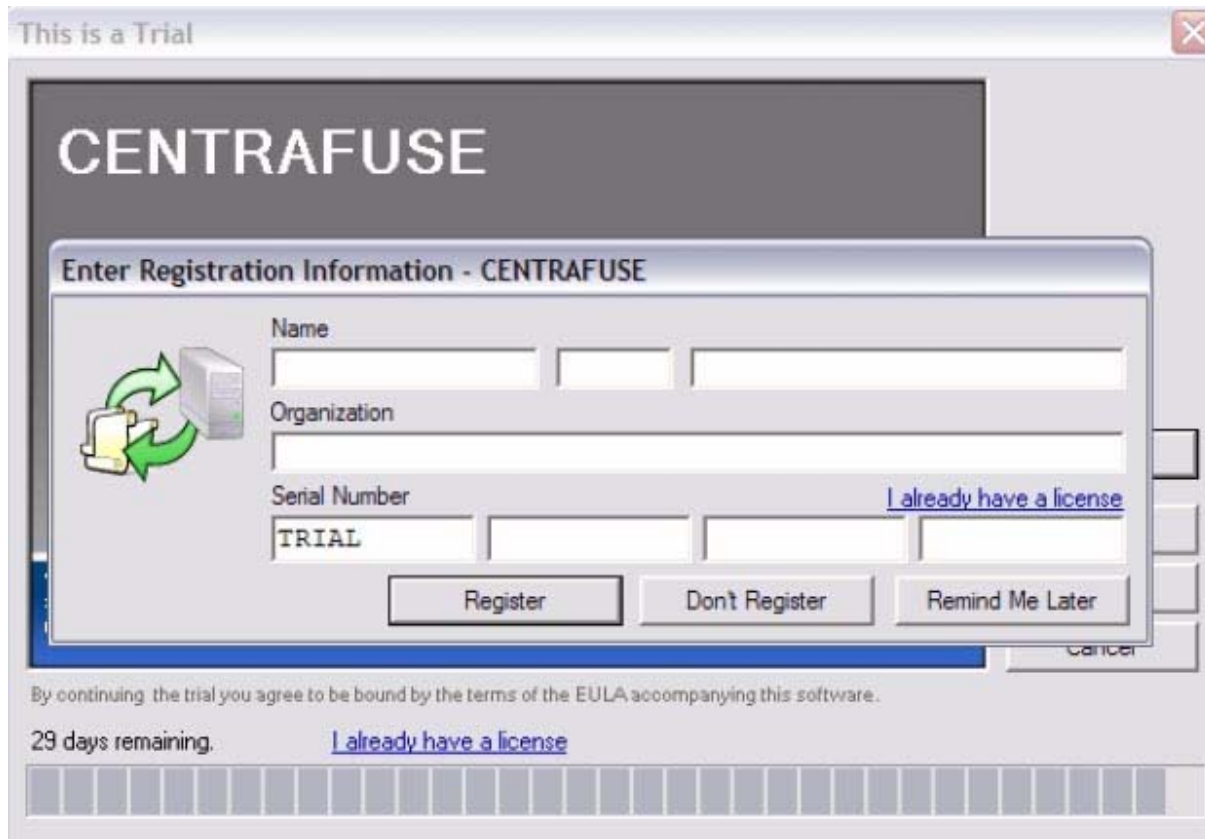 This is a Trial
CENTRAFUSE
Enter Registration Information - CENTRAFUSE
Name
Organization
Serial Number
I already have a license
TRIAL
Register
Don't Register
Remind Me Later
Cancel
By continuing the trial you agree to be bound by the terms of the EULA accompanying this software.
29 days remaining.
I already have a license